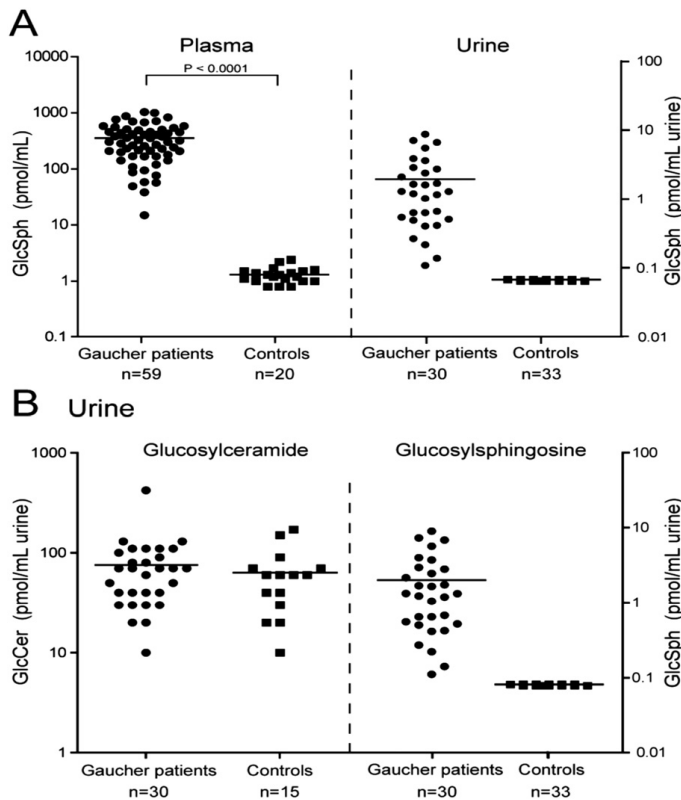 A
Plasma Urine
P < 0.0001
10000
1000
100
10
1
0.1
GlcSph (pmol/mL)
100
10
1
0.1
0.01
GlcSph (pmol/mL urine)
Gaucher patients Controls Gaucher patients Controls
n=59 n=20 n=30 n=33
B Urine
Glucosylceramide Glucosylsphingosine
1000
100
10
1
GlcCer (pmol/mL urine)
100
10
1
0.1
0.01
GlcSph (pmol/mL urine)
Gaucher patients Controls Gaucher patients Controls
n=30 n=15 n=30 n=33